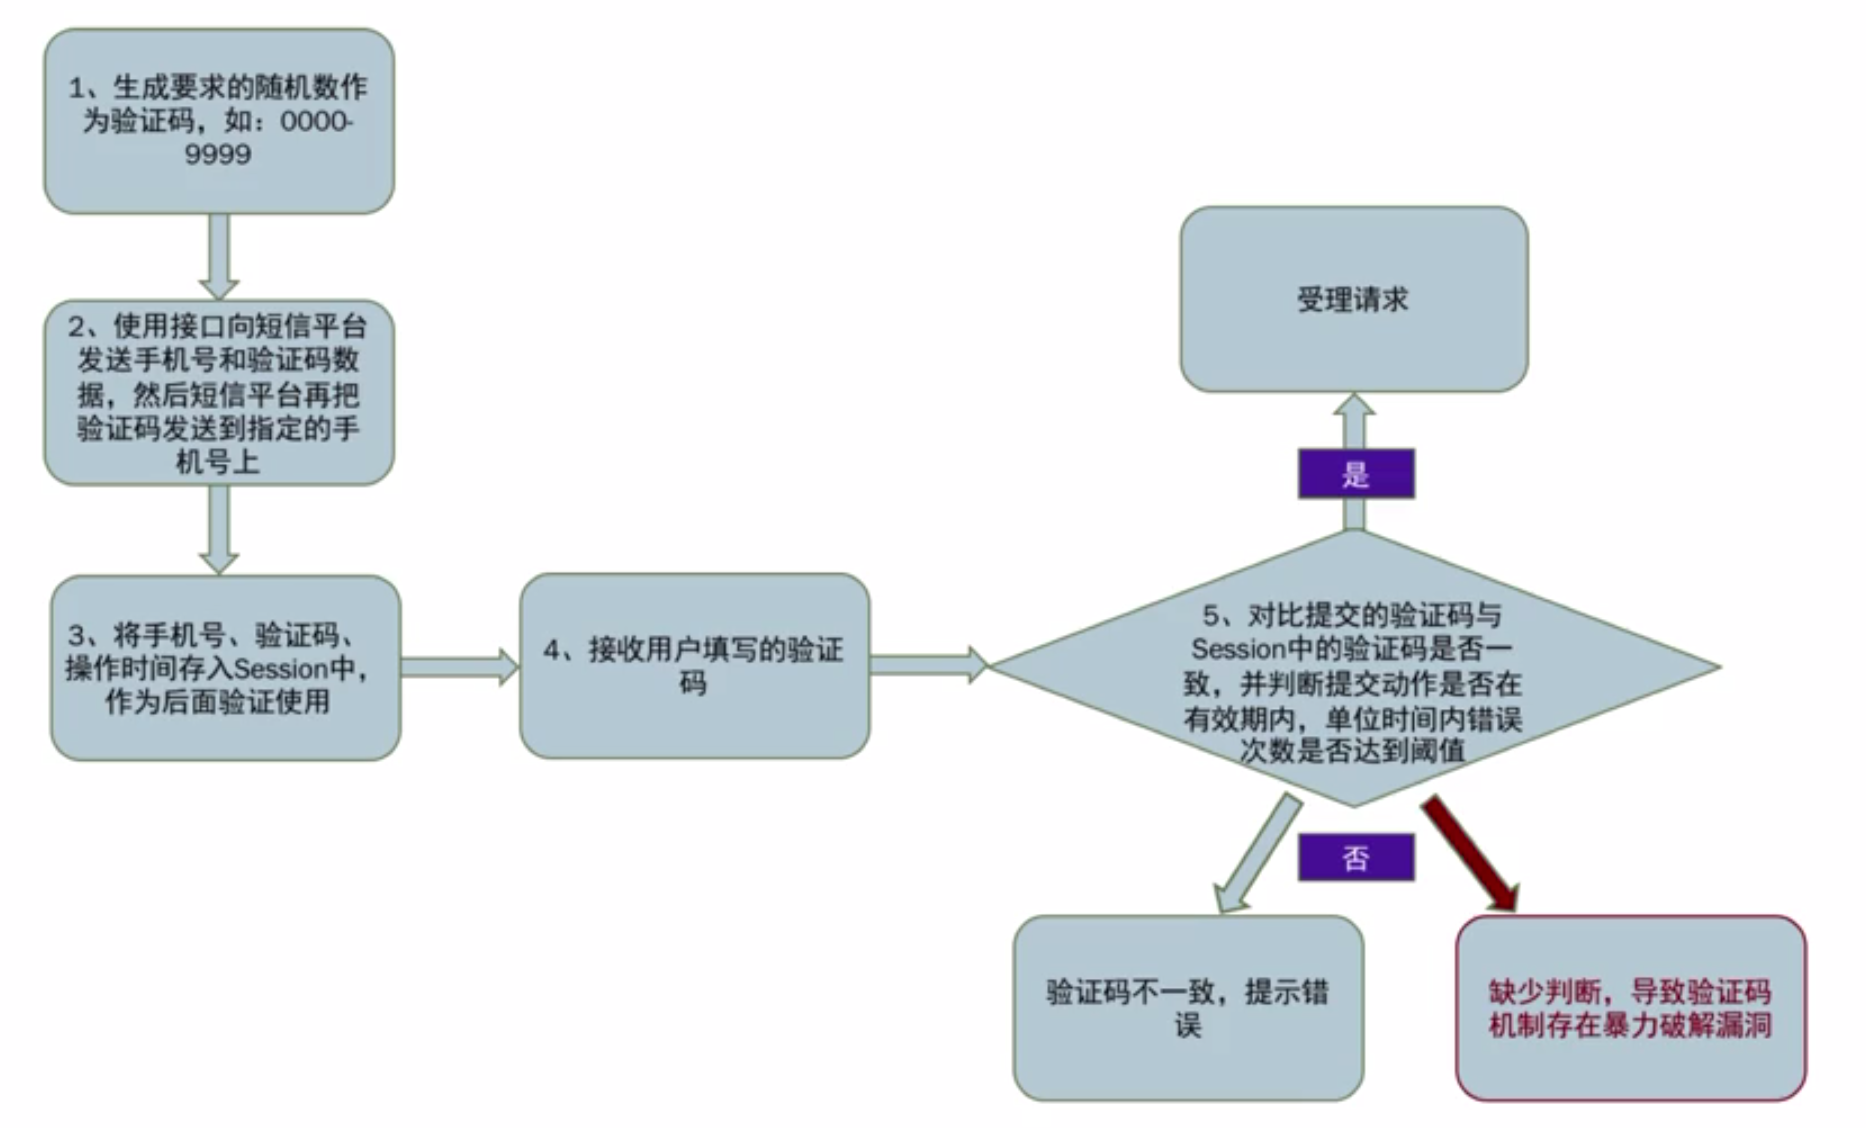 1、生成要求的随机数作
为验证码，如：0000-
9999
2、使用接口向短信平台
发送手机号和验证码数
据，然后短信平台再把
验证码发送到指定的手
机号上
3、将手机号、验证码、
操作时间存入Session中，
作为后面验证使用
4、接收用户填写的验证
码
5、对比提交的验证码与
Session中的验证码是否一
致，并判断提交动作是否在
有效期内，单位时间内错误
次数是否达到阈值
是
受理请求
否
验证码不一致，提示错
误
缺少判断，导致验证码
机制存在暴力破解漏洞